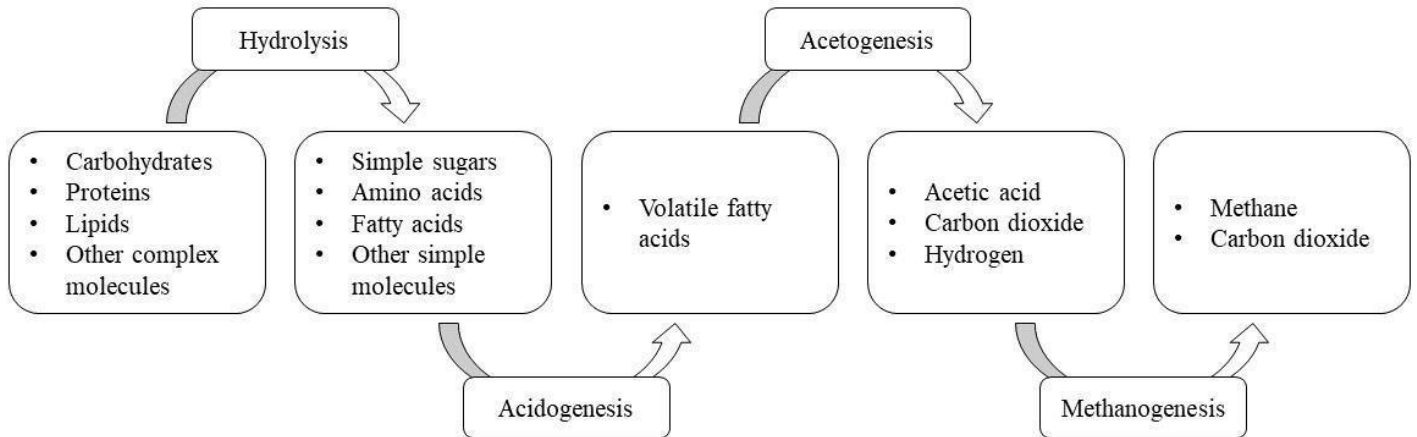 Hydrolysis
Acetogenesis
• Carbohydrates
• Proteins
• Lipids
• Other complex
molecules
• Simple sugars
• Amino acids
• Fatty acids
• Other simple
molecules
• Volatile fatty
acids
• Acetic acid
• Carbon dioxide
• Hydrogen
• Methane
• Carbon dioxide
Acidogenesis
Methanogenesis